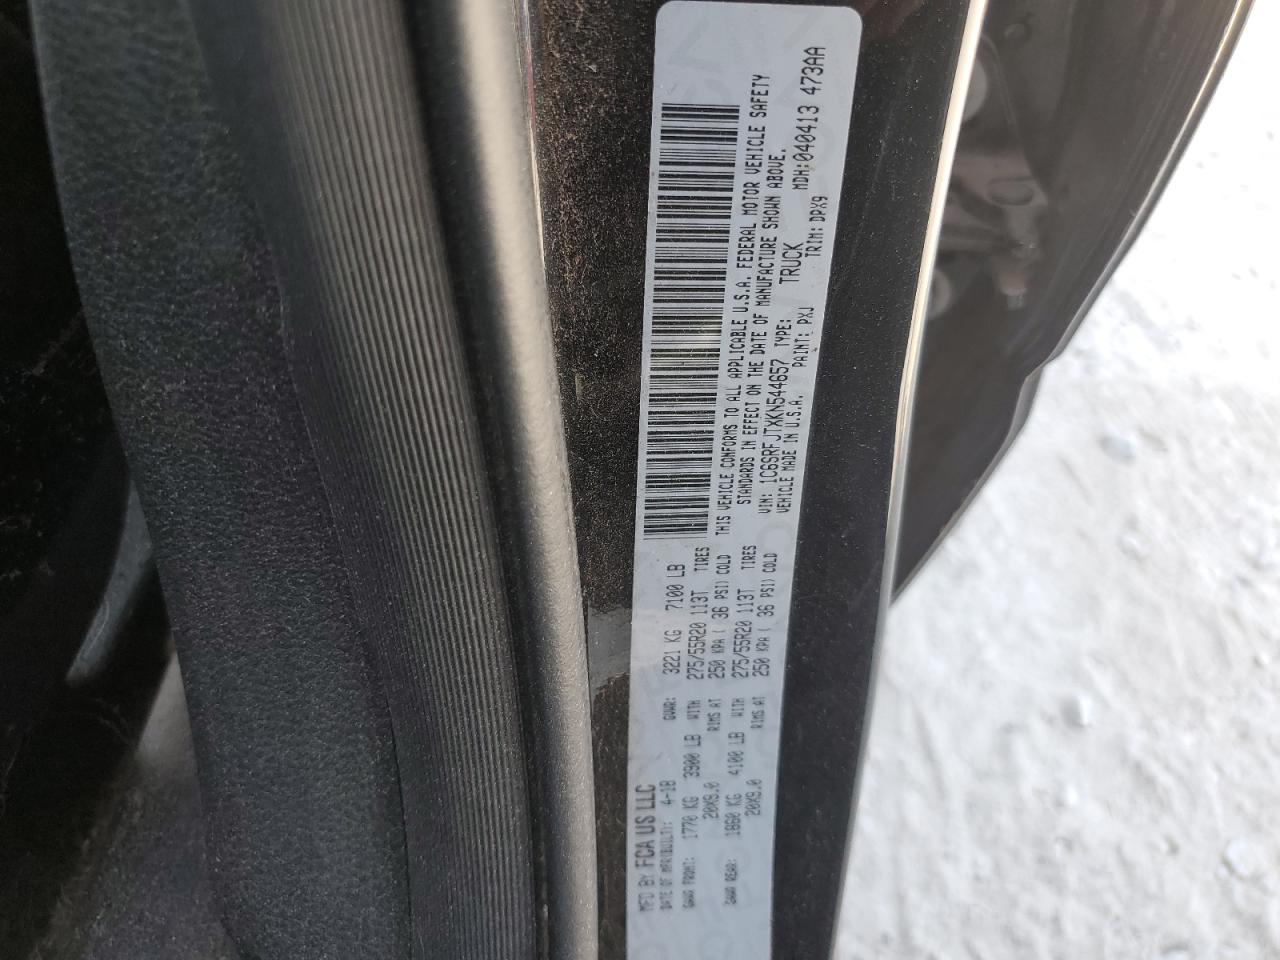 MFD BY FCA US LLC
DATE OF MFR(BUILT): 4-18 GVWR: 3221 KG 7100 LB
GAWR FRONT: 1770 KG 3900 LB WITH 275/55R20 113T TIRES
20X9.0 RIMS AT 250 KPA ( 36 PSI) COLD
GAWR REAR: 1860 KG 4100 LB WITH 275/55R20 113T TIRES
20X9.0 RIMS AT 250 KPA ( 36 PSI) COLD
THIS VEHICLE CONFORMS TO ALL APPLICABLE U.S.A. FEDERAL MOTOR VEHICLE SAFETY
STANDARDS IN EFFECT ON THE DATE OF MANUFACTURE SHOWN ABOVE.
VIN: 1C6SRFJTXKN544657 TYPE: TRUCK MDH:040413 473AA
VEHICLE MADE IN U.S.A. PAINT: PXJ TRIM: DPX9